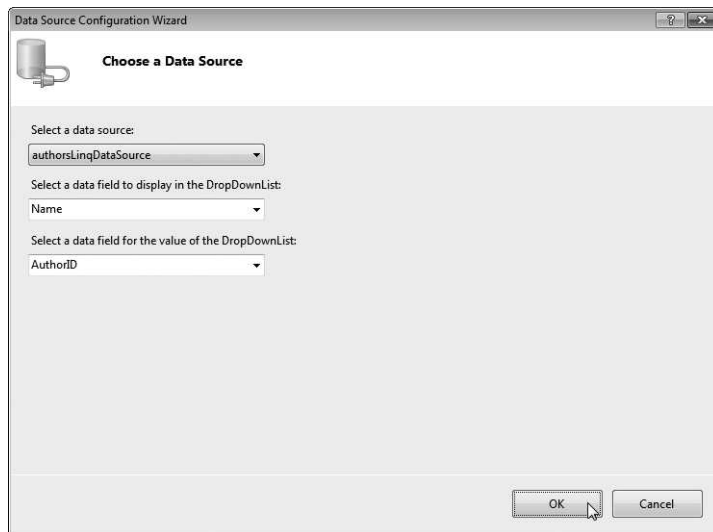 Data Source Configuration Wizard
Choose a Data Source
Select a data source:
authorsLinqDataSource
Select a data field to display in the DropDownList:
Name
Select a data field for the value of the DropDownList:
AuthorID
OK
Cancel